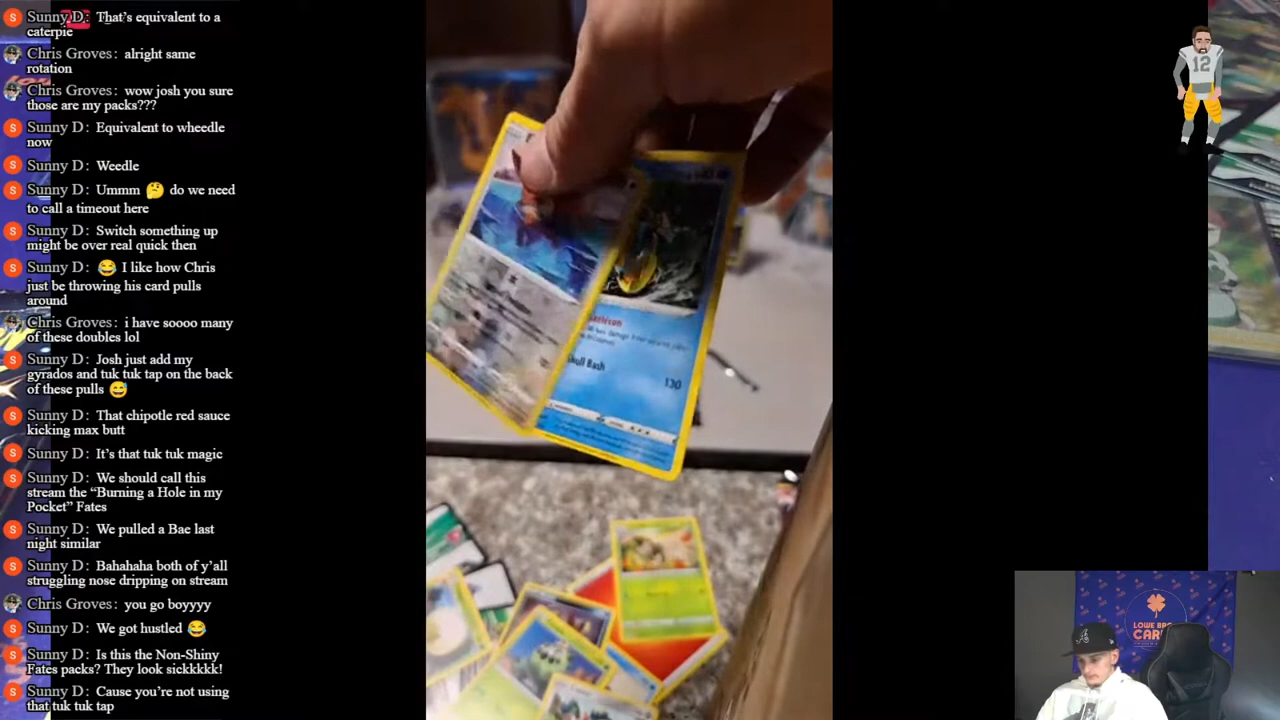 Sunny D: That's equivalent to a
caterpie
Chris Groves: alright same
rotation
Chris Groves: wow josh you sure
those are my packs???
Sunny D: Equivalent to wheedle
now
Sunny D: Weedle
Sunny D: Ummm 🤔 do we need
to call a timeout here
Sunny D: Switch something up
might be over real quick then
Sunny D: 😂 I like how Chris
just be throwing his card pulls
around
Chris Groves: i have soooo many
of these doubles lol
Sunny D: Josh just add my
gyrados and tuk tuk tap on the back
of these pulls 😅
Sunny D: That chipotle red sauce
kicking max butt
Sunny D: It's that tuk tuk magic
Sunny D: We should call this
stream the “Burning a Hole in my
Pocket” Fates
Sunny D: We pulled a Bae last
night similar
Sunny D: Bahahaha both of y'all
struggling nose dripping on stream
Chris Groves: you go boyyyy
Sunny D: We got hustled 😂
Sunny D: Is this the Non-Shiny
Fates packs? They look sickkkkk!
Sunny D: Cause you're not using
that tuk tuk tap
Skull Bash
130
12
LOWE BRO
CARDS